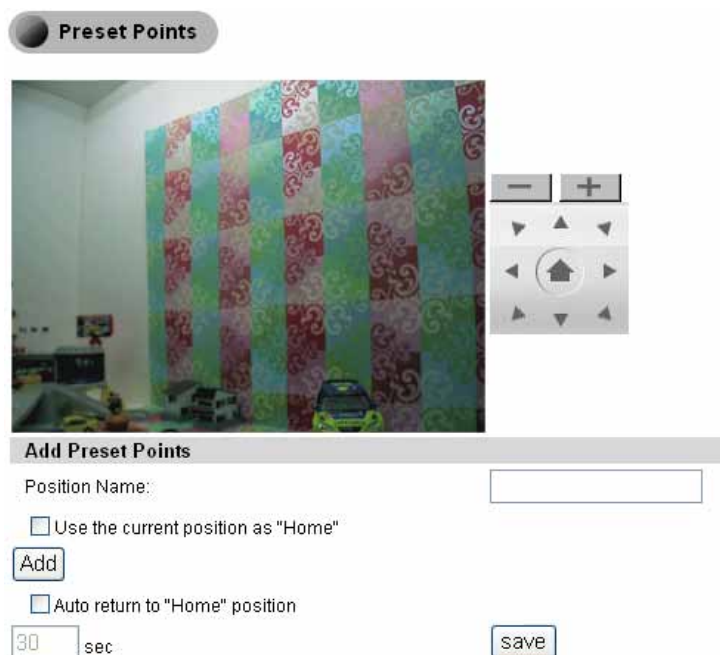 Preset Points
Add Preset Points
Position Name:
Use the current position as "Home"
Add
Auto return to "Home" position
30 sec
save